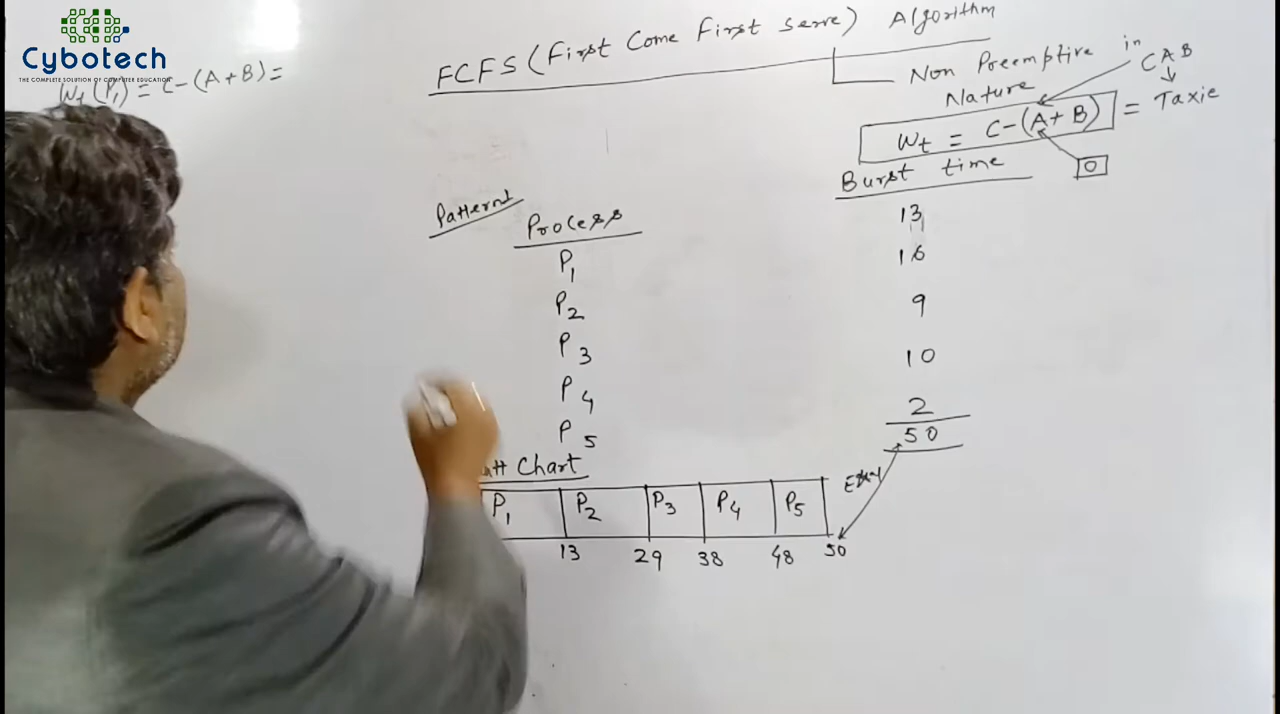 Cybotech
THE COMPLETE SOLUTION OF COMPUTER EDUCATION
Wt (P1) = C-(A+B) =
FCFS (First Come First Serve) Algorithm
Non Preemptive
Nature
in CAB
Wt = C-(A+B) = Taxie
0
Pattern1
Process Burst time
P1 13
P2 16
P3 9
P4 10
P5 2
50
Chart
P1 P2 P3 P4 P5
13 29 38 48 50